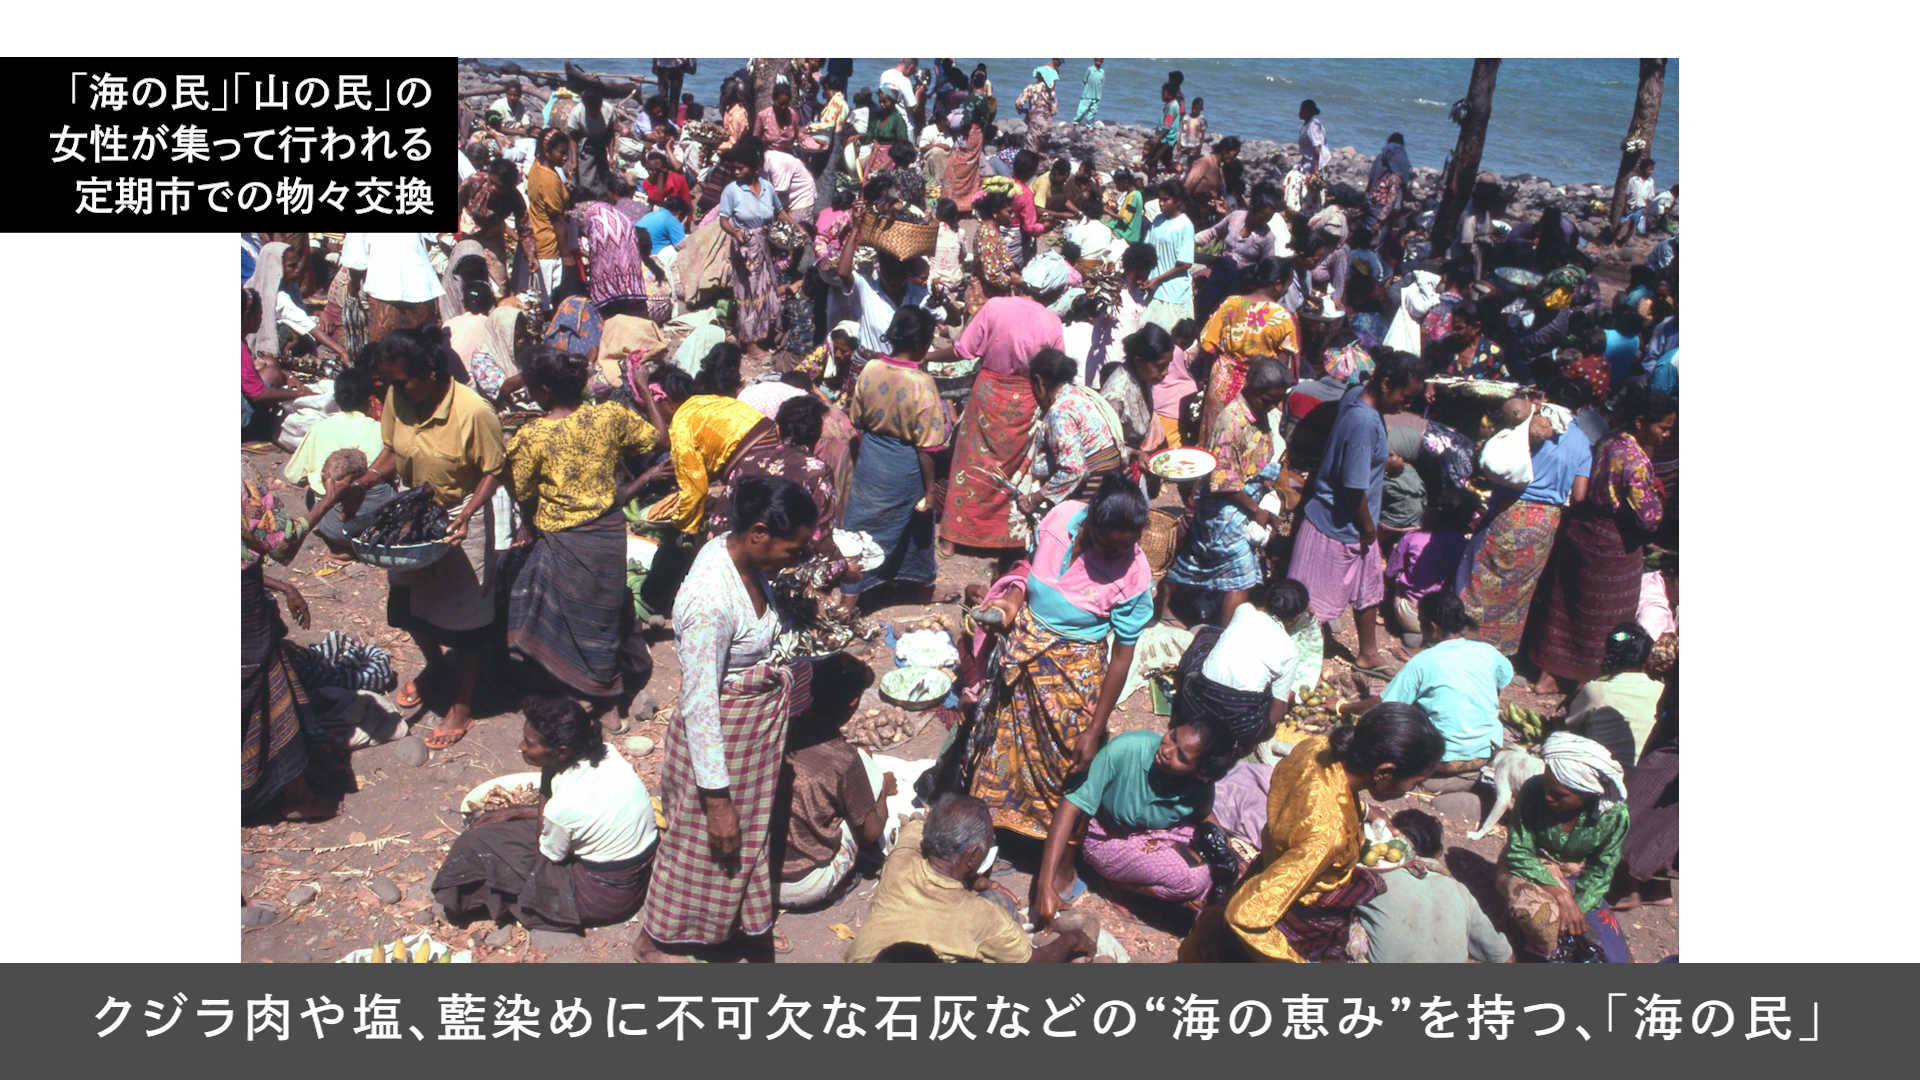 「海の民」「山の民」の
女性が集って行われる
定期市での物々交換
クジラ肉や塩、藍染めに不可欠な石灰などの“海の恵み”を持つ、「海の民」